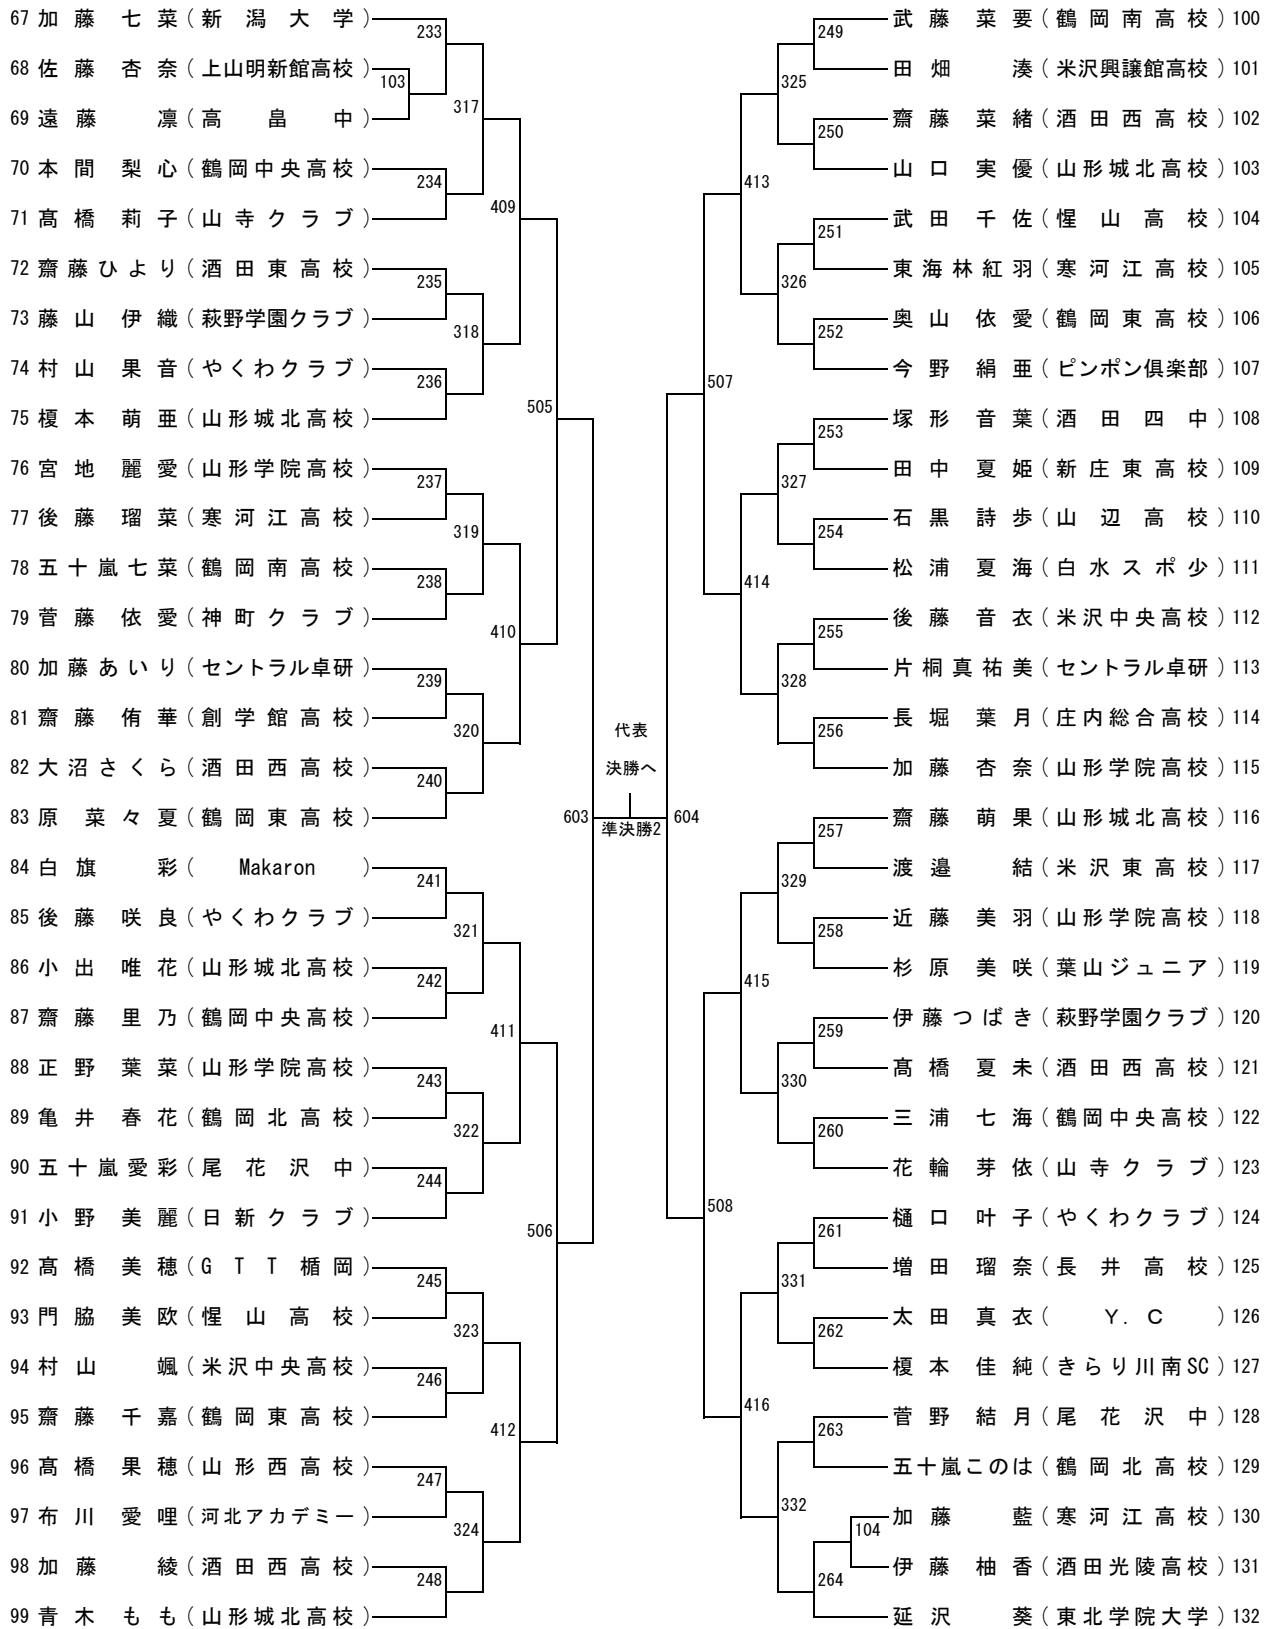 67 加藤七菜(新潟大学)
68 佐藤杏奈(上山明新館高校)
69 遠藤凛(高畠中)
70 本間梨心(鶴岡中央高校)
71 髙橋莉子(山寺クラブ)
72 齋藤ひより(酒田東高校)
73 藤山伊織(萩野学園クラブ)
74 村山果音(やくわクラブ)
75 榎本萌亜(山形城北高校)
76 宮地麗愛(山形学院高校)
77 後藤瑠菜(寒河江高校)
78 五十嵐七菜(鶴岡南高校)
79 菅藤依愛(神町クラブ)
80 加藤あいり(セントラル卓研)
81 齋藤侑華(創学館高校)
82 大沼さくら(酒田西高校)
83 原菜々夏(鶴岡東高校)
84 白旗彩(Makaron)
85 後藤咲良(やくわクラブ)
86 小出唯花(山形城北高校)
87 齋藤里乃(鶴岡中央高校)
88 正野葉菜(山形学院高校)
89 亀井春花(鶴岡北高校)
90 五十嵐愛彩(尾花沢中)
91 小野美麗(日新クラブ)
92 髙橋美穂(GTT楯岡)
93 門脇美欧(惺山高校)
94 村山颯(米沢中央高校)
95 齋藤千嘉(鶴岡東高校)
96 髙橋果穂(山形西高校)
97 布川愛哩(河北アカデミー)
98 加藤綾(酒田西高校)
99 青木もも(山形城北高校)
103
233
234
235
236
237
238
239
240
241
242
243
244
245
246
247
248
317
318
319
320
321
322
323
324
409
410
411
412
505
506
603
代表
決勝へ
準決勝2
604
507
508
413
414
415
416
325
326
327
328
329
330
331
332
249
250
251
252
253
254
255
256
257
258
259
260
261
262
263
264
104
武藤菜要(鶴岡南高校)100
田畑湊(米沢興譲館高校)101
齋藤菜緒(酒田西高校)102
山口実優(山形城北高校)103
武田千佐(惺山高校)104
東海林紅羽(寒河江高校)105
奥山依愛(鶴岡東高校)106
今野絹亜(ピンポン倶楽部)107
塚形音葉(酒田四中)108
田中夏姫(新庄東高校)109
石黒詩歩(山辺高校)110
松浦夏海(白水スポ少)111
後藤音衣(米沢中央高校)112
片桐真祐美(セントラル卓研)113
長堀葉月(庄内総合高校)114
加藤杏奈(山形学院高校)115
齋藤萌果(山形城北高校)116
渡邉結(米沢東高校)117
近藤美羽(山形学院高校)118
杉原美咲(葉山ジュニア)119
伊藤つばき(萩野学園クラブ)120
髙橋夏未(酒田西高校)121
三浦七海(鶴岡中央高校)122
花輪芽依(山寺クラブ)123
樋口叶子(やくわクラブ)124
増田瑠奈(長井高校)125
太田真衣(Y.C)126
榎本佳純(きらり川南SC)127
菅野結月(尾花沢中)128
五十嵐このは(鶴岡北高校)129
加藤藍(寒河江高校)130
伊藤柚香(酒田光陵高校)131
延沢葵(東北学院大学)132